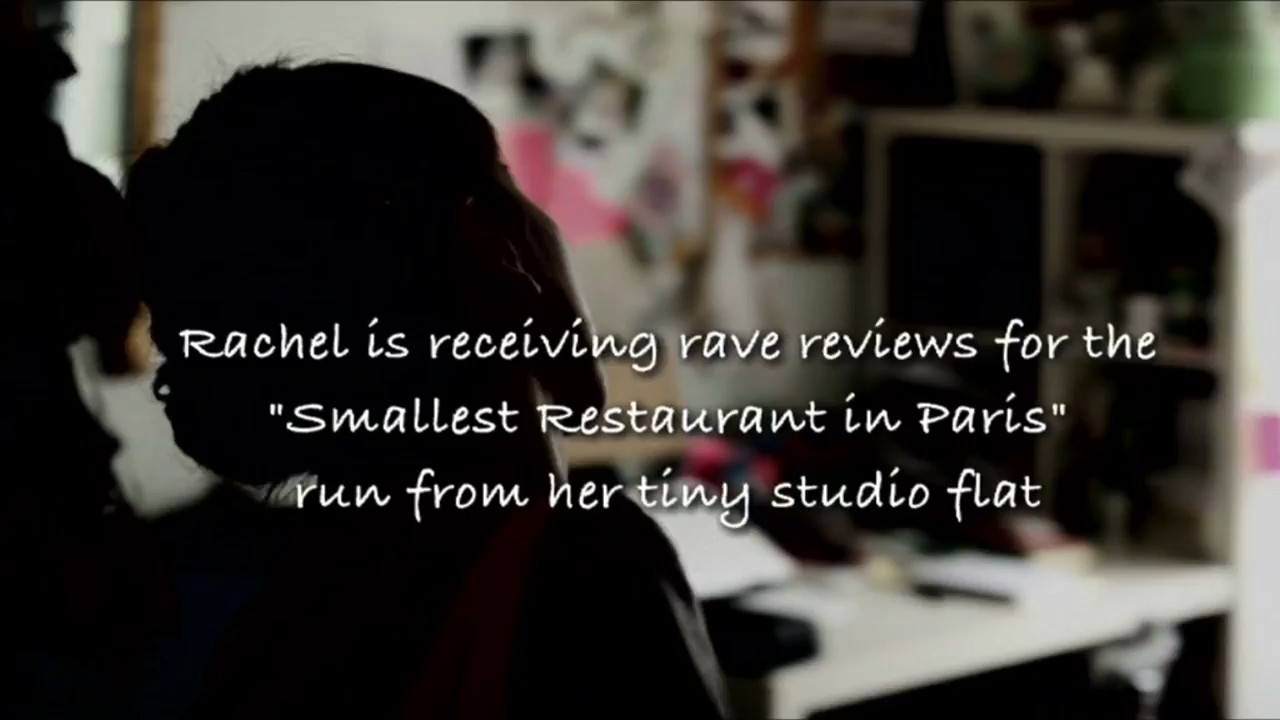 Rachel is receiving rave reviews for the
"Smallest Restaurant in Paris"
run from her tiny studio flat